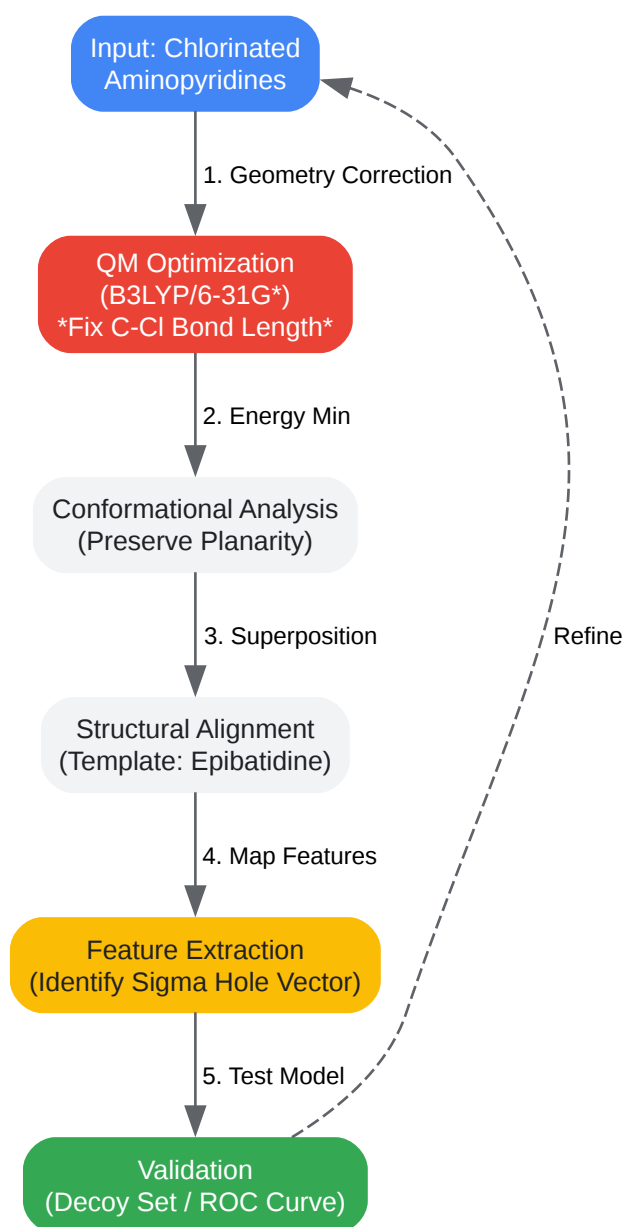 Input: Chlorinated
Aminopyridines
1. Geometry Correction
QM Optimization
(B3LYP/6-31G*)
*Fix C-Cl Bond Length*
2. Energy Min
Conformational Analysis
(Preserve Planarity)
3. Superposition
Refine
Structural Alignment
(Template: Epibatidine)
4. Map Features
Feature Extraction
(Identify Sigma Hole Vector)
5. Test Model
Validation
(Decoy Set / ROC Curve)